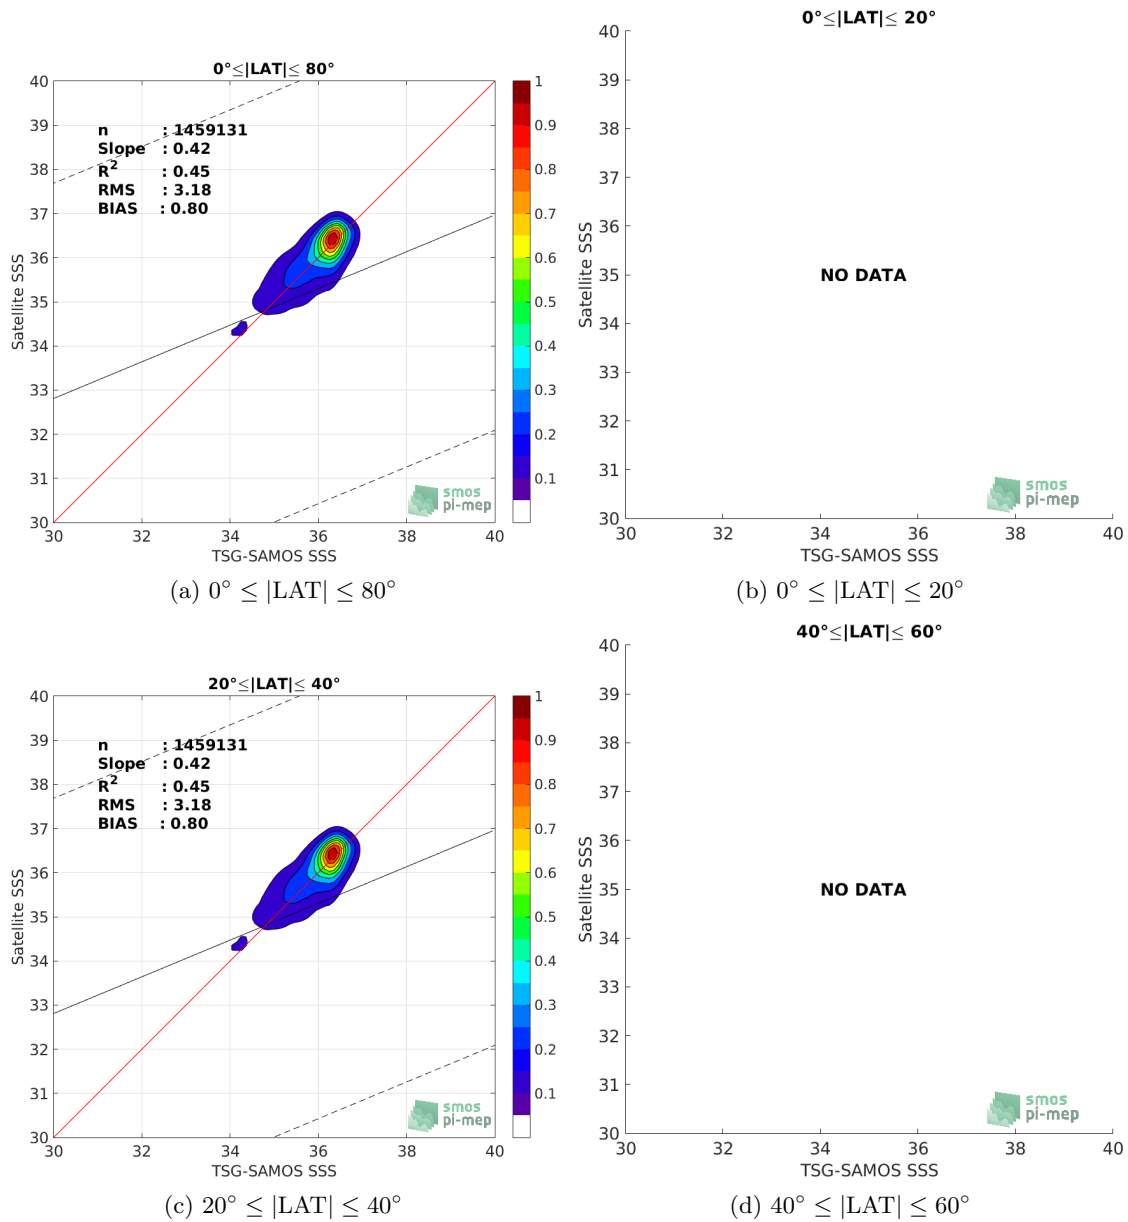 0°≤|LAT|≤ 80°
40
39
38
37
36
35
34
33
32
31
30
Satellite SSS
n : 1459131
Slope : 0.42
R2 : 0.45
RMS : 3.18
BIAS : 0.80
smos
pi-mep
30 32 34 36 38 40
TSG-SAMOS SSS
1
0.9
0.8
0.7
0.6
0.5
0.4
0.3
0.2
0.1
(a) 0° ≤ |LAT| ≤ 80°
0°≤|LAT|≤ 20°
40
39
38
37
36
35
34
33
32
31
30
Satellite SSS
NO DATA
smos
pi-mep
30 32 34 36 38 40
TSG-SAMOS SSS
(b) 0° ≤ |LAT| ≤ 20°
20°≤|LAT|≤ 40°
40
39
38
37
36
35
34
33
32
31
30
Satellite SSS
n : 1459131
Slope : 0.42
R2 : 0.45
RMS : 3.18
BIAS : 0.80
smos
pi-mep
30 32 34 36 38 40
TSG-SAMOS SSS
1
0.9
0.8
0.7
0.6
0.5
0.4
0.3
0.2
0.1
(c) 20° ≤ |LAT| ≤ 40°
40°≤|LAT|≤ 60°
40
39
38
37
36
35
34
33
32
31
30
Satellite SSS
NO DATA
smos
pi-mep
30 32 34 36 38 40
TSG-SAMOS SSS
(d) 40° ≤ |LAT| ≤ 60°